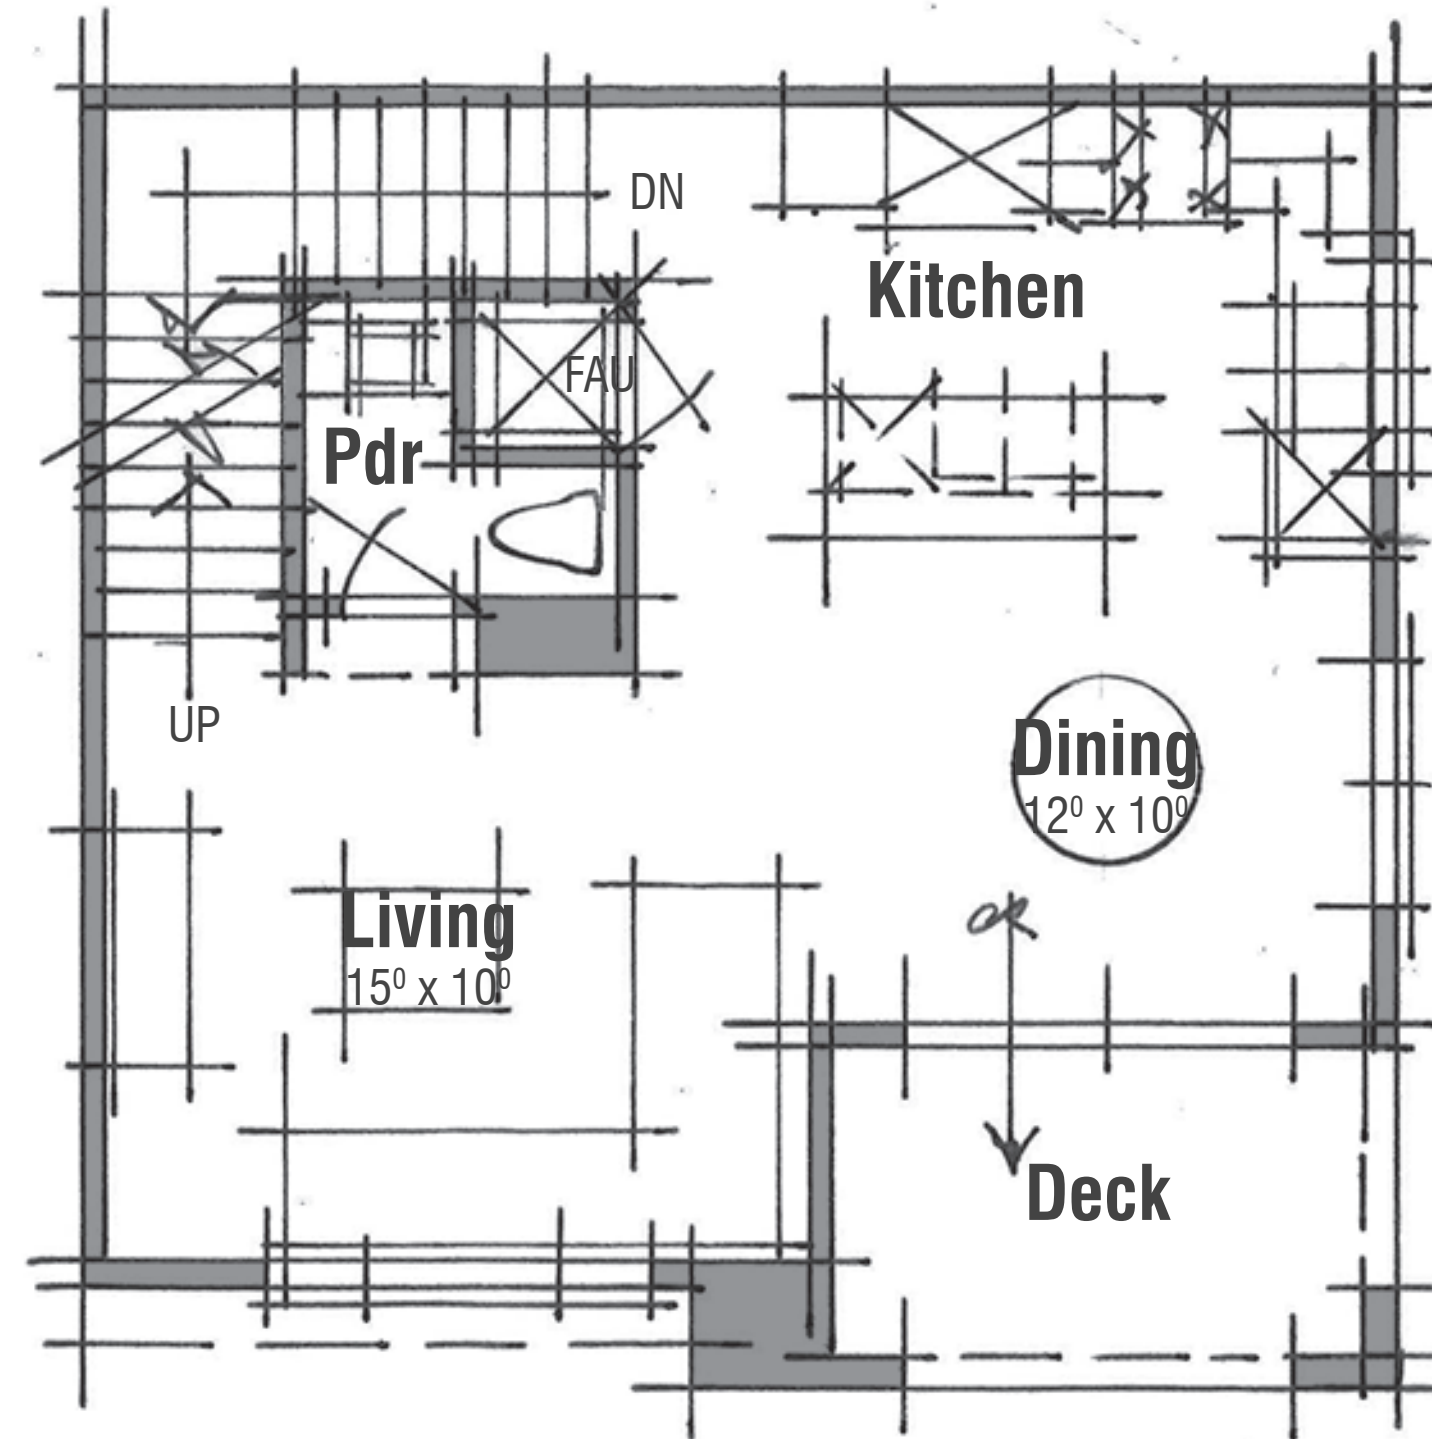 DN
Kitchen
FAU
Pdr
UP
Dining
12⁰ x 10⁰
Living
15⁰ x 10⁰
Deck